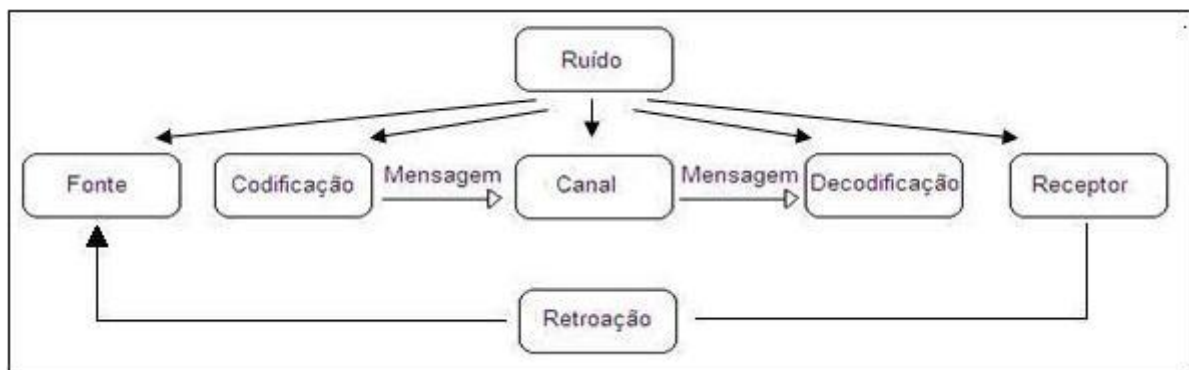 Ruído
Fonte
Codificação
Mensagem
Canal
Mensagem
Decodificação
Receptor
Retroação